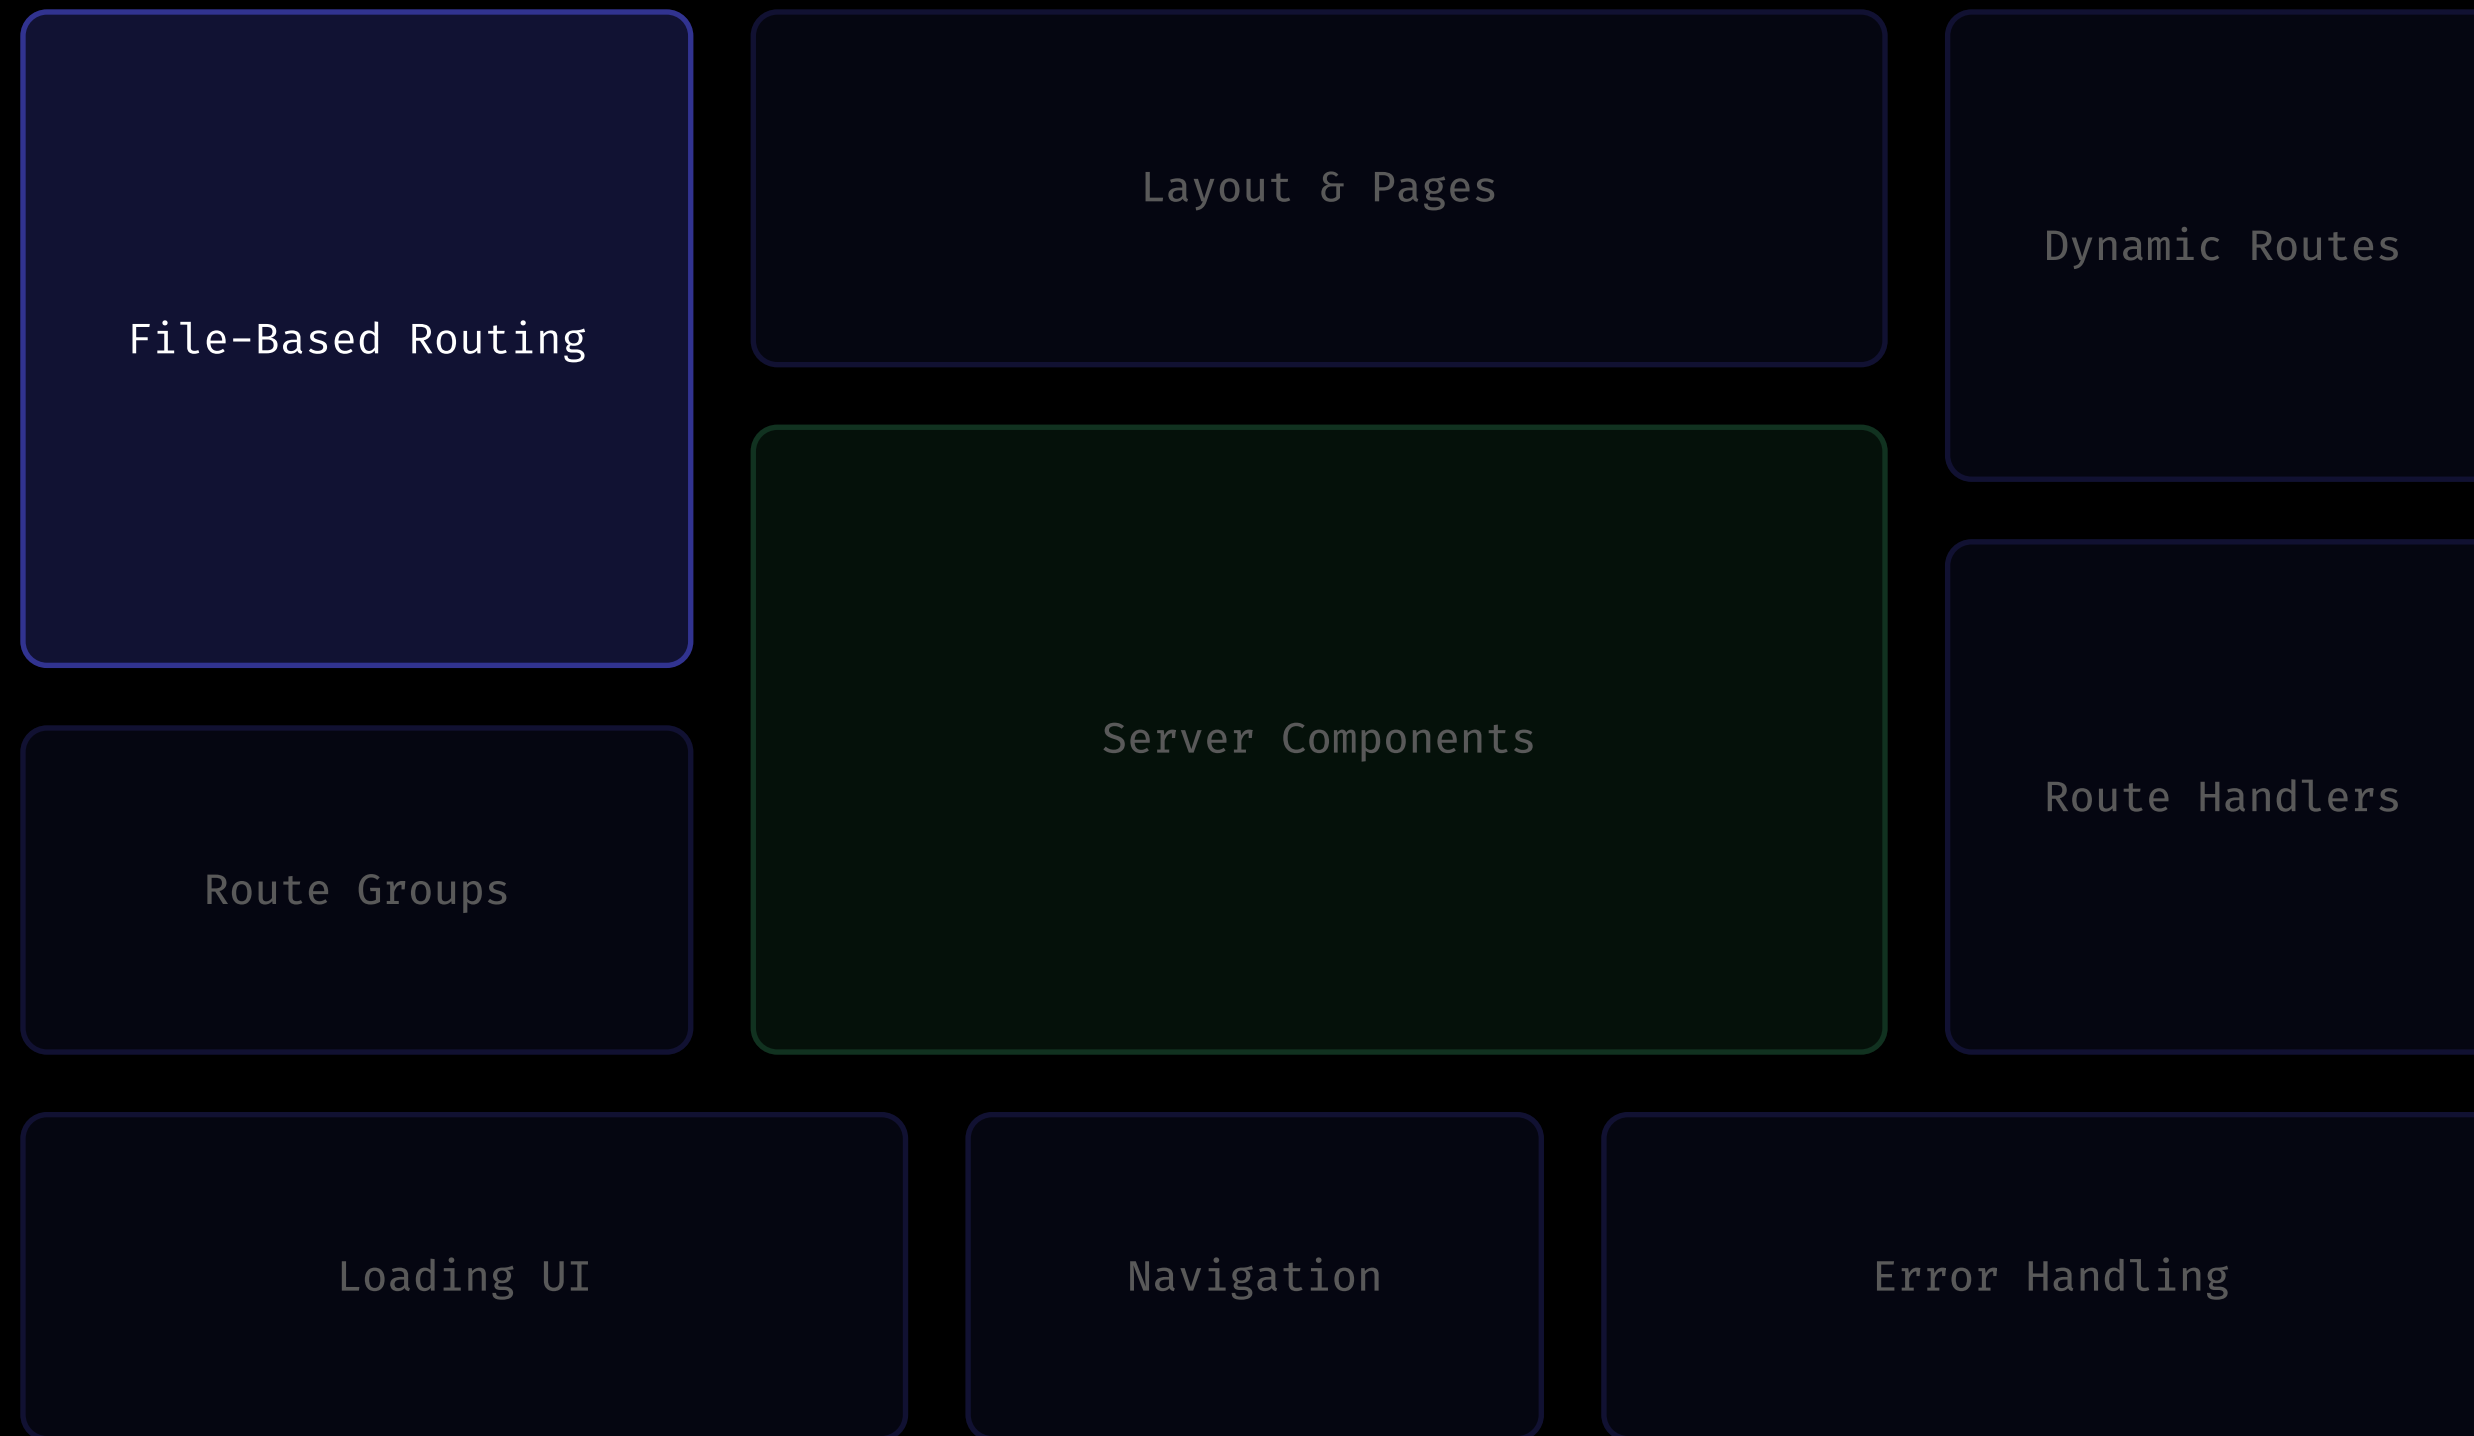 File-Based Routing
Layout & Pages
Dynamic Routes
Server Components
Route Groups
Route Handlers
Loading UI
Navigation
Error Handling